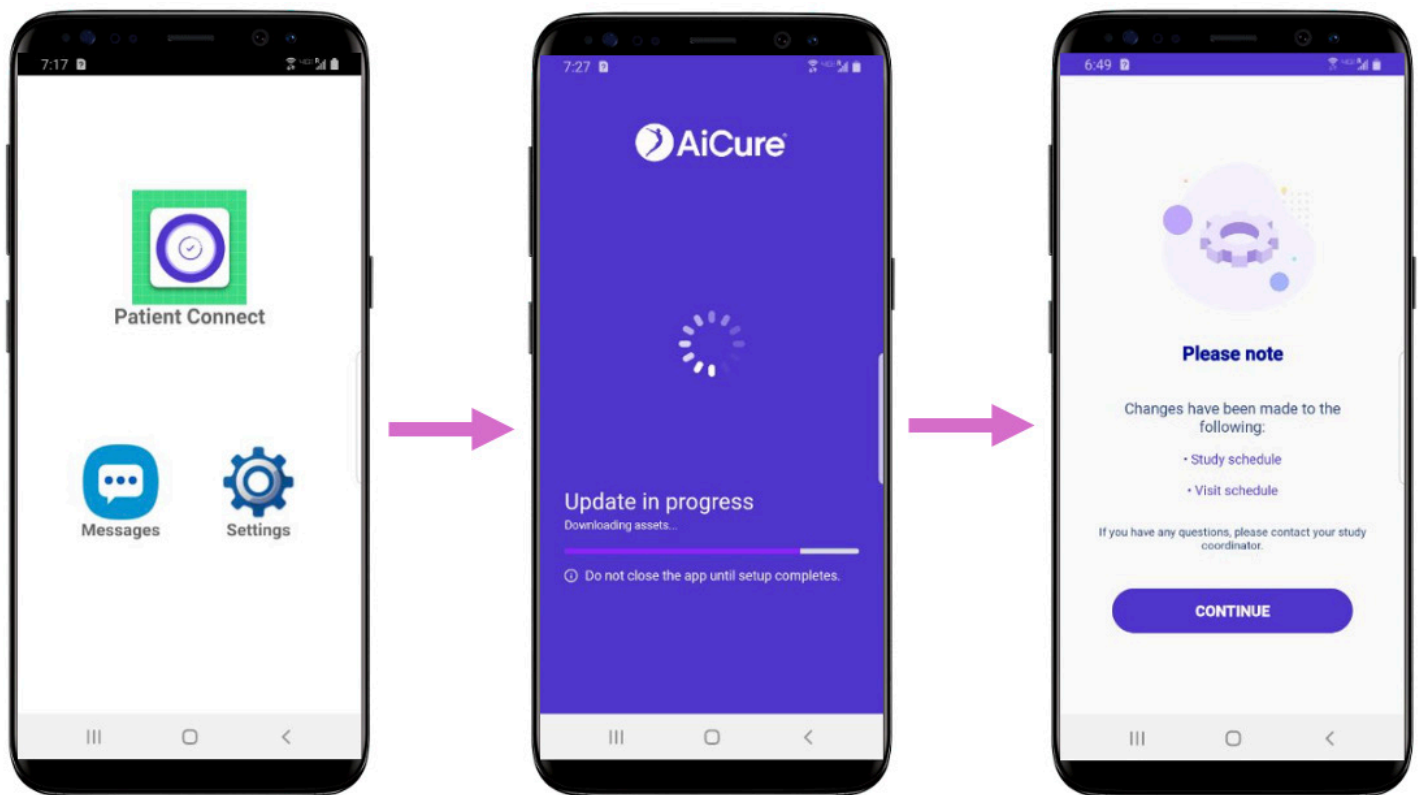 7:17
Patient Connect
Messages
Settings
7:27
AiCure
Update in progress
Downloading assets...
Do not close the app until setup completes.
6:49
Please note
Changes have been made to the
following:
• Study schedule
• Visit schedule
If you have any questions, please contact your study
coordinator.
CONTINUE